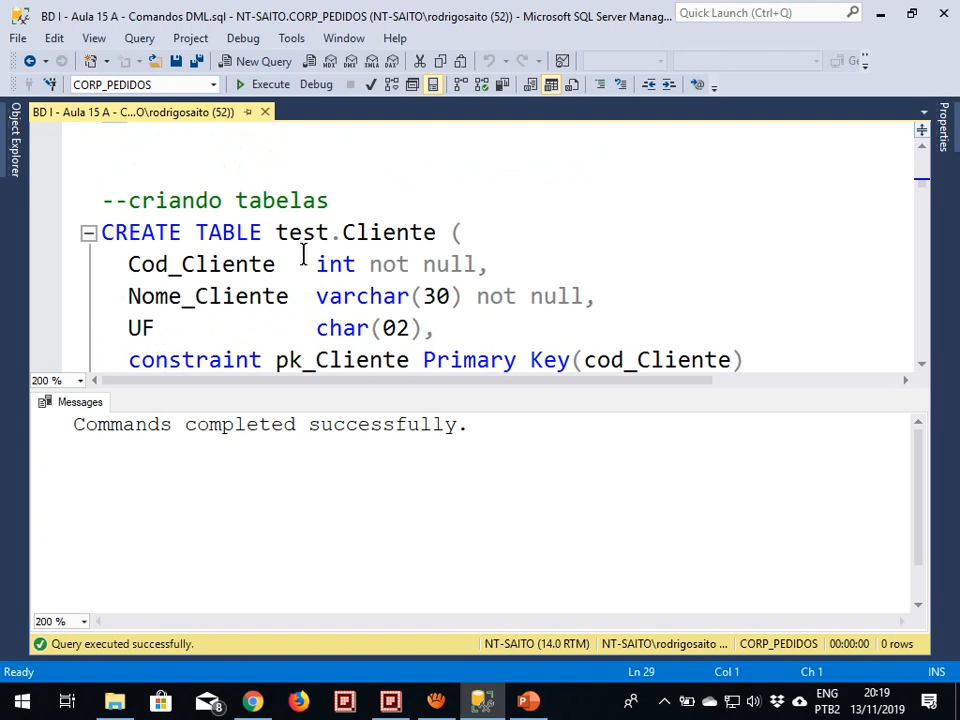 BD I - Aula 15 A - Comandos DML.sql - NT-SAITO.CORP_PEDIDOS (NT-SAITO\rodrigosaito (52)) - Microsoft SQL Server Manag...
Quick Launch (Ctrl+Q)
File Edit View Query Project Debug Tools Window Help
New Query
CORP_PEDIDOS
Execute Debug
Object Explorer
BD I - Aula 15 A - C...O\rodrigosaito (52))
Properties
--criando tabelas
CREATE TABLE test.Cliente (
Cod_Cliente int not null,
Nome_Cliente varchar(30) not null,
UF char(02),
constraint pk_Cliente Primary Key(cod_Cliente)
200 %
Messages
Commands completed successfully.
200 %
Query executed successfully.
NT-SAITO (14.0 RTM) NT-SAITO\rodrigosaito ... CORP_PEDIDOS 00:00:00 0 rows
Ready Ln 29 Col 1 Ch 1 INS
8
ENG
PTB2
20:19
13/11/2019